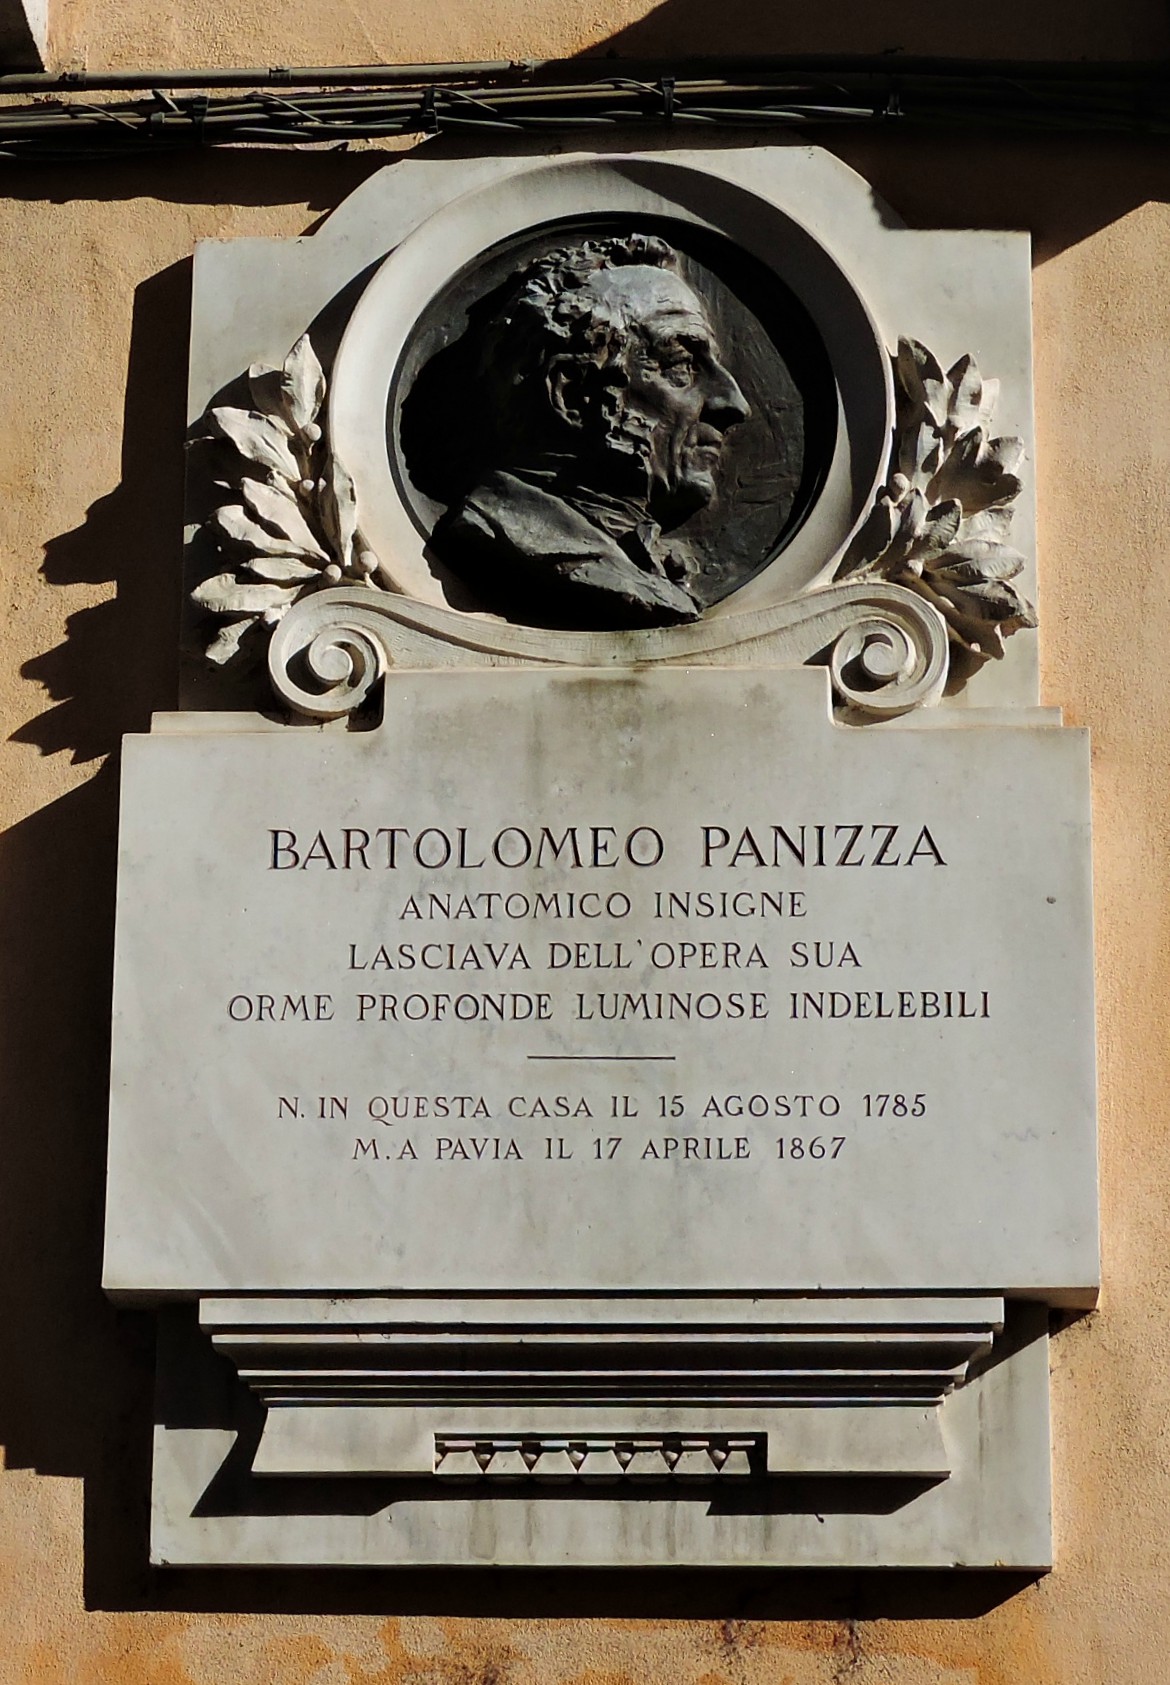 BARTOLOMEO PANIZZA
ANATOMICO INSIGNE
LASCIAVA DELL'OPERA SUA
ORME PROFONDE LUMINOSE INDELEBILI
N. IN QUESTA CASA IL 15 AGOSTO 1785
M. A PAVIA IL 17 APRILE 1867